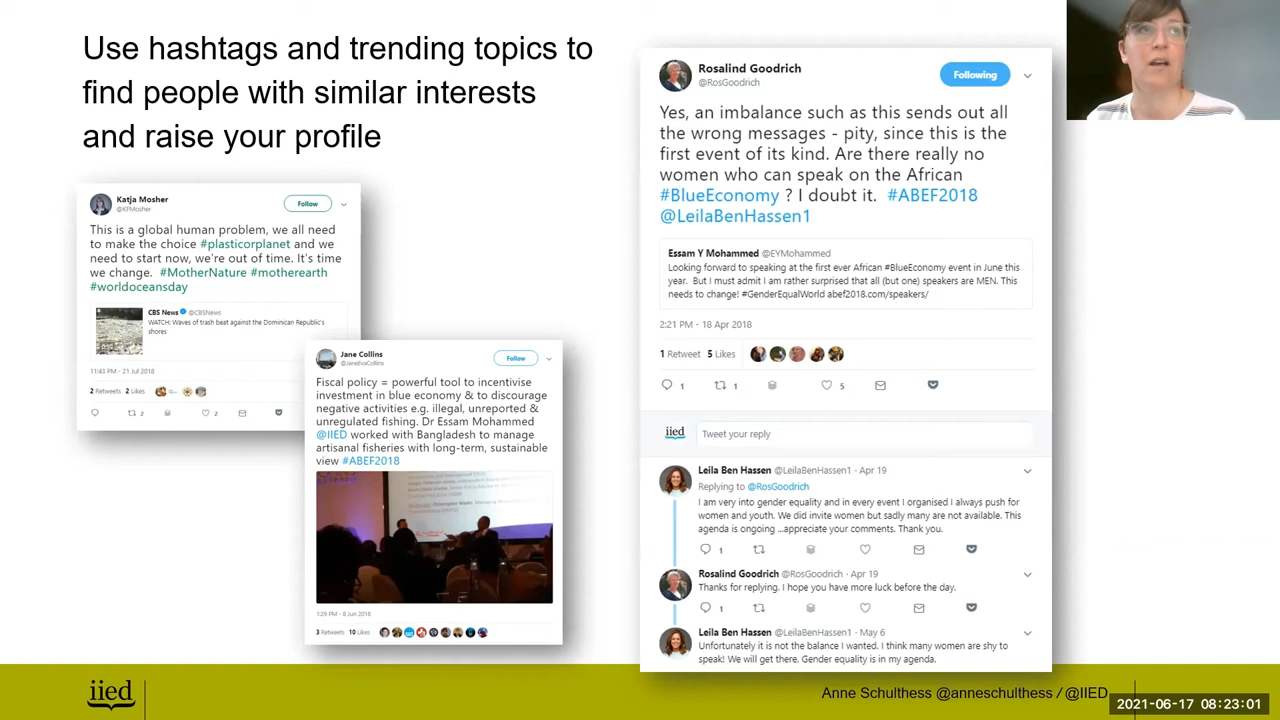 Use hashtags and trending topics to
find people with similar interests
and raise your profile
Katja Mosher
@KFMosher
Follow
This is a global human problem, we all need
to make the choice #plasticorplanet and we
need to start now, we're out of time. It's time
we change. #MotherNature #motherearth
#worldoceansday
CBS News @CBSNews
WATCH: Waves of trash beat against the Dominican Republic's
shores
11:43 PM - 21 Jul 2018
2 Retweets 2 Likes
2 2
Jane Collins
@JaneEvaCollins
Follow
Fiscal policy = powerful tool to incentivise
investment in blue economy & to discourage
negative activities e.g. illegal, unreported &
unregulated fishing. Dr Essam Mohammed
@IIED worked with Bangladesh to manage
artisanal fisheries with long-term, sustainable
view #ABEF2018
1:29 PM - 8 Jun 2018
3 Retweets 10 Likes
Rosalind Goodrich
@RosGoodrich
Following
Yes, an imbalance such as this sends out all
the wrong messages - pity, since this is the
first event of its kind. Are there really no
women who can speak on the African
#BlueEconomy ? I doubt it. #ABEF2018
@LeilaBenHassen1
Essam Y Mohammed @EYMohammed
Looking forward to speaking at the first ever African #BlueEconomy event in June this
year. But I must admit I am rather surprised that all (but one) speakers are MEN. This
needs to change! #GenderEqualWorld abef2018.com/speakers/
2:21 PM - 18 Apr 2018
1 Retweet 5 Likes
1 1 5
iied Tweet your reply
Leila Ben Hassen @LeilaBenHassen1 · Apr 19
Replying to @RosGoodrich
I am very into gender equality and in every event I organised I always push for
women and youth. We did invite women but sadly many are not available. This
agenda is ongoing ...appreciate your comments. Thank you.
1
Rosalind Goodrich @RosGoodrich · Apr 19
Thanks for replying. I hope you have more luck before the day.
1
Leila Ben Hassen @LeilaBenHassen1 · May 6
Unfortunately it is not the balance I wanted. I think many women are shy to
speak! We will get there. Gender equality is in my agenda.
iied
Anne Schulthess @anneschulthess / @IIED
2021-06-17 08:23:01